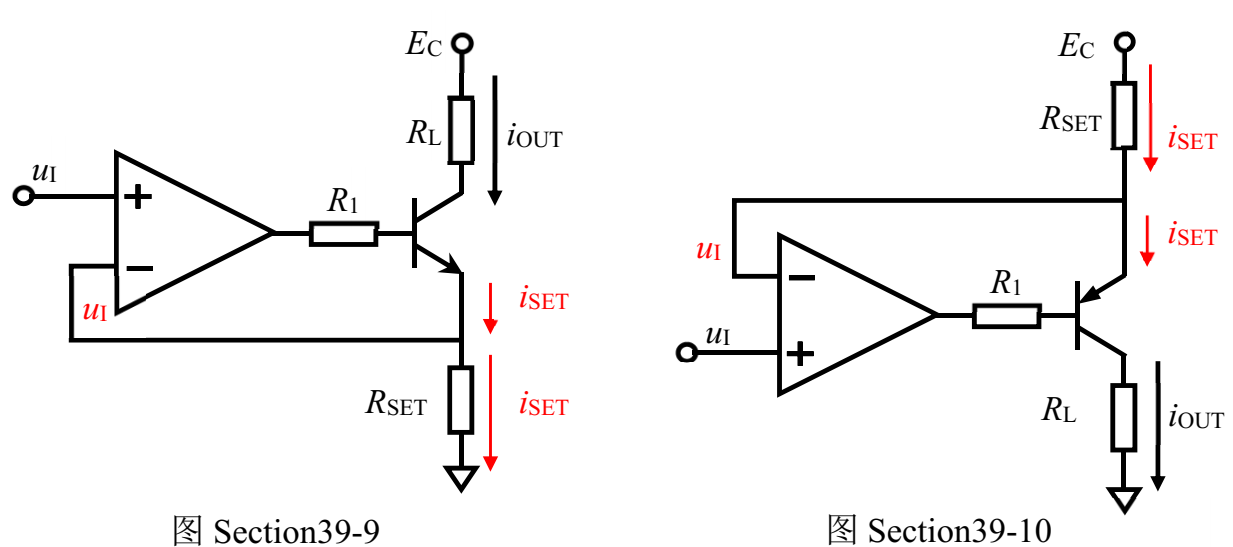 EC
RL
iOUT
uI
+
R1
−
uI
iSET
RSET
iSET
图 Section39-9
EC
RSET
iSET
iSET
uI
−
R1
uI
+
RL
iOUT
图 Section39-10